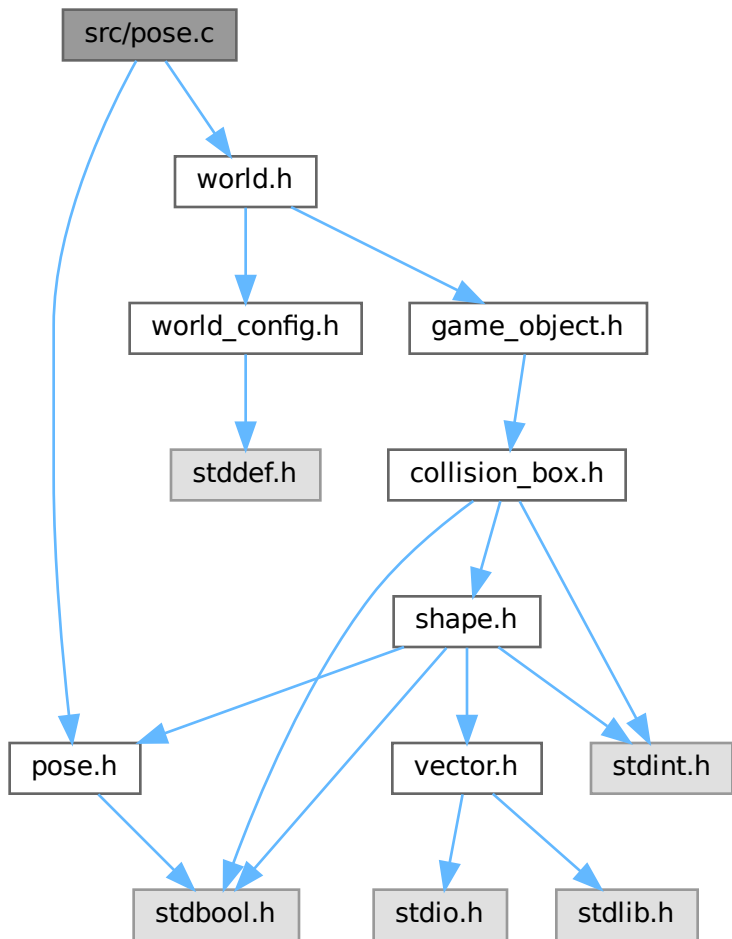 src/pose.c
world.h
world_config.h
game_object.h
stddef.h
collision_box.h
shape.h
pose.h
vector.h
stdint.h
stdbool.h
stdio.h
stdlib.h